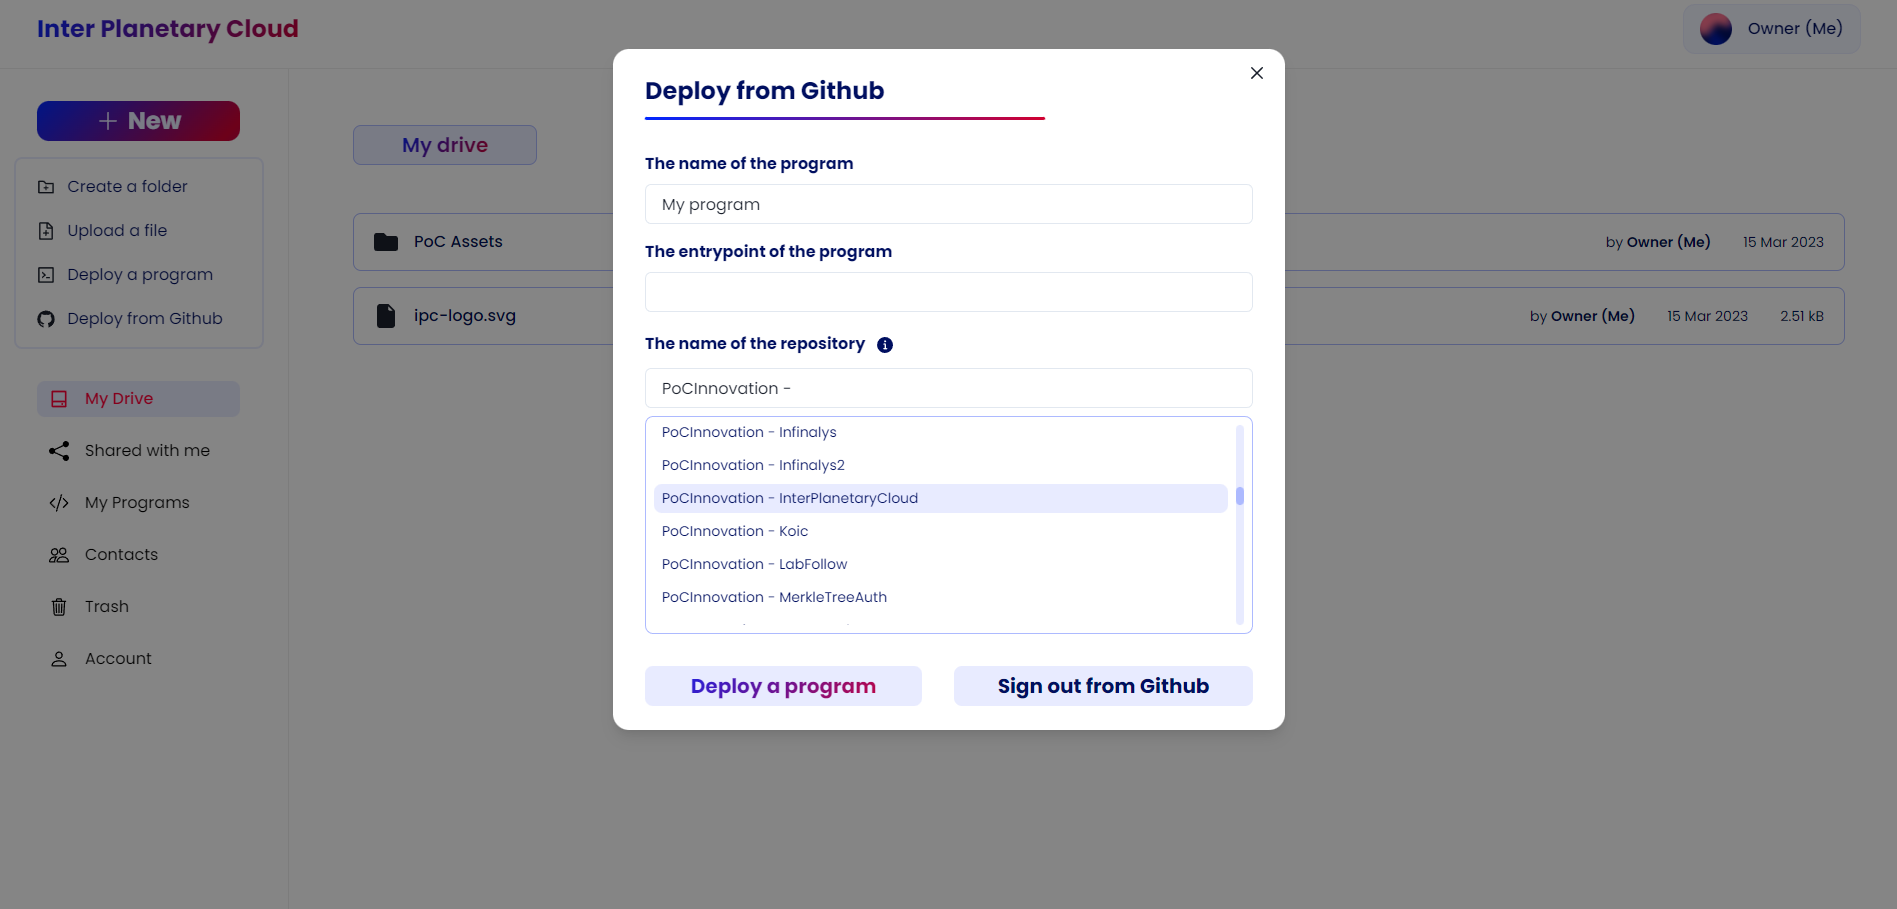 Inter Planetary Cloud
Owner (Me)
New
Create a folder
Upload a file
Deploy a program
Deploy from Github
My Drive
Shared with me
My Programs
Contacts
Trash
Account
My drive
PoC Assets
by Owner (Me) 15 Mar 2023
ipc-logo.svg
by Owner (Me) 15 Mar 2023 2.51 kB
Deploy from Github
The name of the program
My program
The entrypoint of the program
The name of the repository
PoCInnovation -
PoCInnovation - Infinalys
PoCInnovation - Infinalys2
PoCInnovation - InterPlanetaryCloud
PoCInnovation - Koic
PoCInnovation - LabFollow
PoCInnovation - MerkleTreeAuth
Deploy a program
Sign out from Github